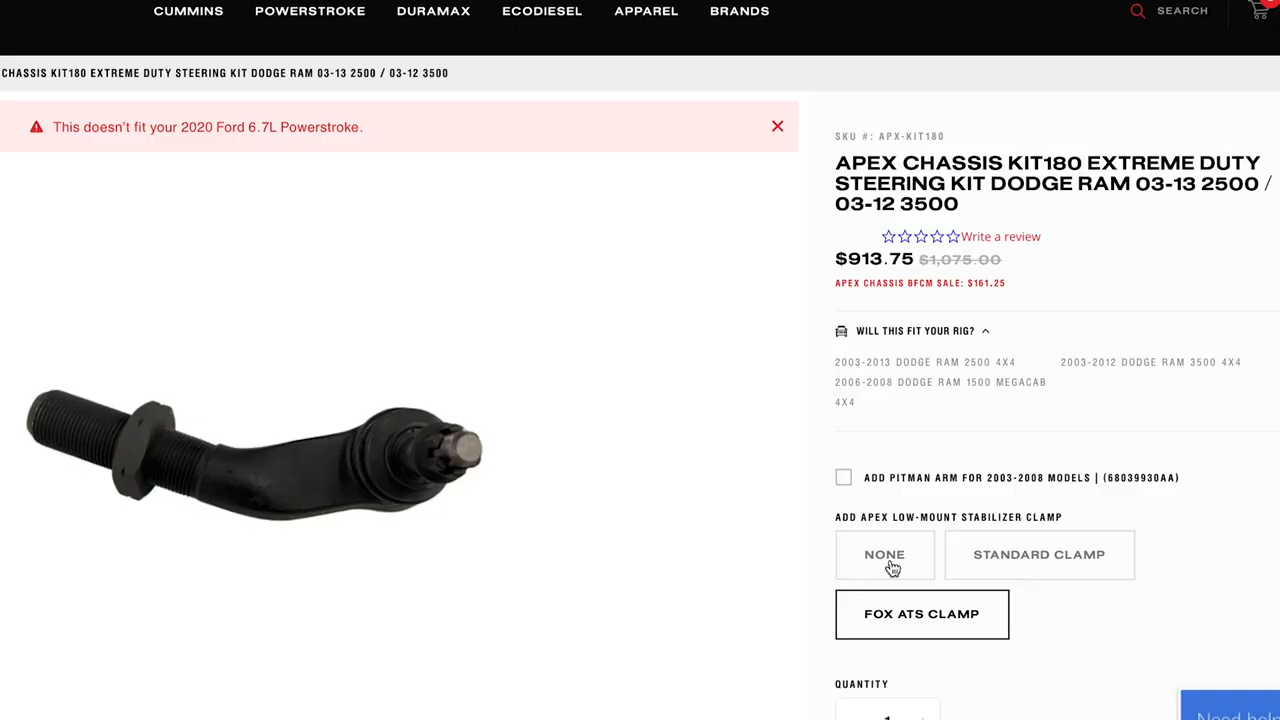 CUMMINS POWERSTROKE DURAMAX ECODIESEL APPAREL BRANDS SEARCH
CHASSIS KIT180 EXTREME DUTY STEERING KIT DODGE RAM 03-13 2500 / 03-12 3500
This doesn't fit your 2020 Ford 6.7L Powerstroke.
SKU #: APX-KIT180
APEX CHASSIS KIT180 EXTREME DUTY
STEERING KIT DODGE RAM 03-13 2500 /
03-12 3500
Write a review
$913.75 $1,075.00
APEX CHASSIS BFCM SALE: $161.25
WILL THIS FIT YOUR RIG?
2003-2013 DODGE RAM 2500 4X4 2003-2012 DODGE RAM 3500 4X4
2006-2008 DODGE RAM 1500 MEGACAB
4X4
ADD PITMAN ARM FOR 2003-2008 MODELS | (68039930AA)
ADD APEX LOW-MOUNT STABILIZER CLAMP
NONE STANDARD CLAMP
FOX ATS CLAMP
QUANTITY
1
Need help